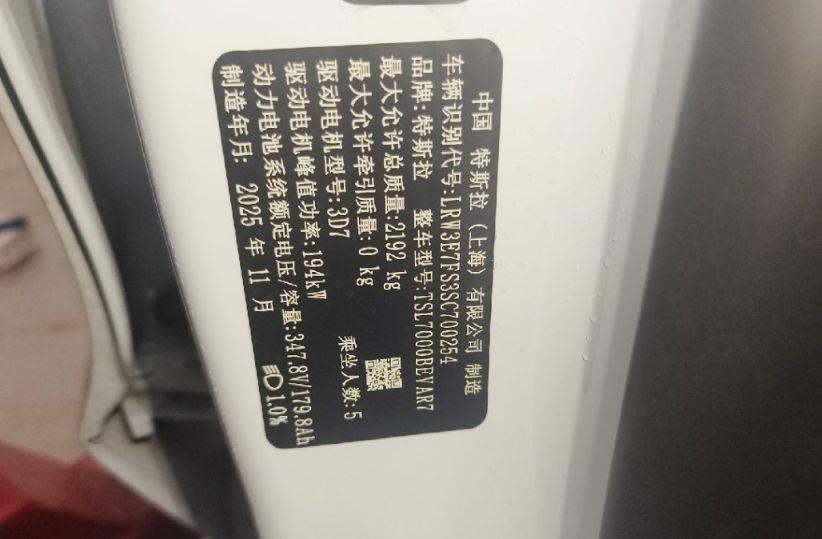 中国 特斯拉（上海）有限公司 制造
车辆识别代号:LRW3E7FS3SC700254
品牌:特斯拉 整车型号:TSL7000BEVAR7
最大允许总质量:2192 kg
最大允许牵引质量:0 kg
驱动电机型号:3D7
乘坐人数:5
驱动电机峰值功率:194kW
动力电池系统额定电压/容量:347.8V/179.8Ah
制造年月: 2025 年 11 月
1.0%